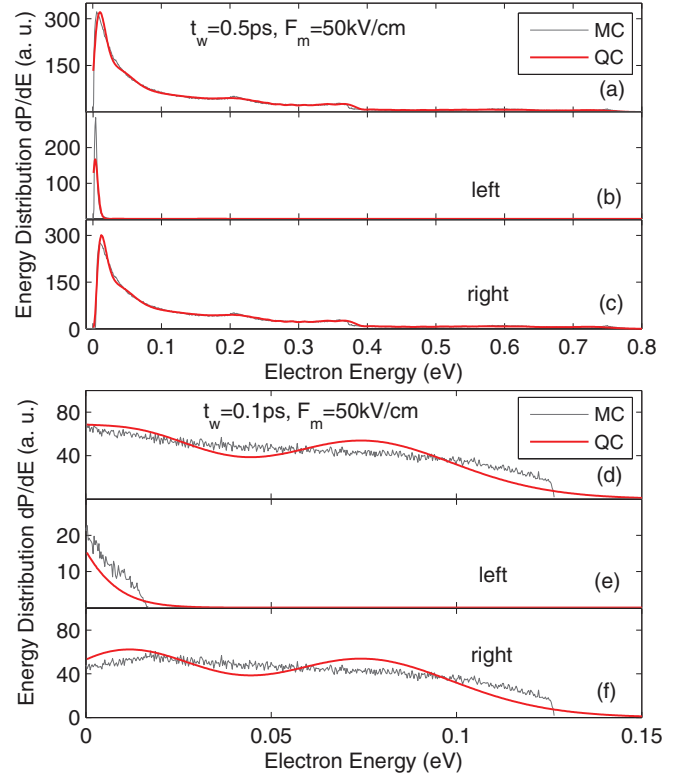 t_w=0.5ps, F_m=50kV/cm
MC
QC
300
150
(a)
200
100
left
(b)
300
150
0
right
(c)
0 0.1 0.2 0.3 0.4 0.5 0.6 0.7 0.8
Electron Energy (eV)
Energy Distribution dP/dE (a. u.)
t_w=0.1ps, F_m=50kV/cm
MC
QC
80
40
(d)
20
10
left
(e)
80
40
0
right
(f)
0 0.05 0.1 0.15
Electron Energy (eV)
Energy Distribution dP/dE (a. u.)